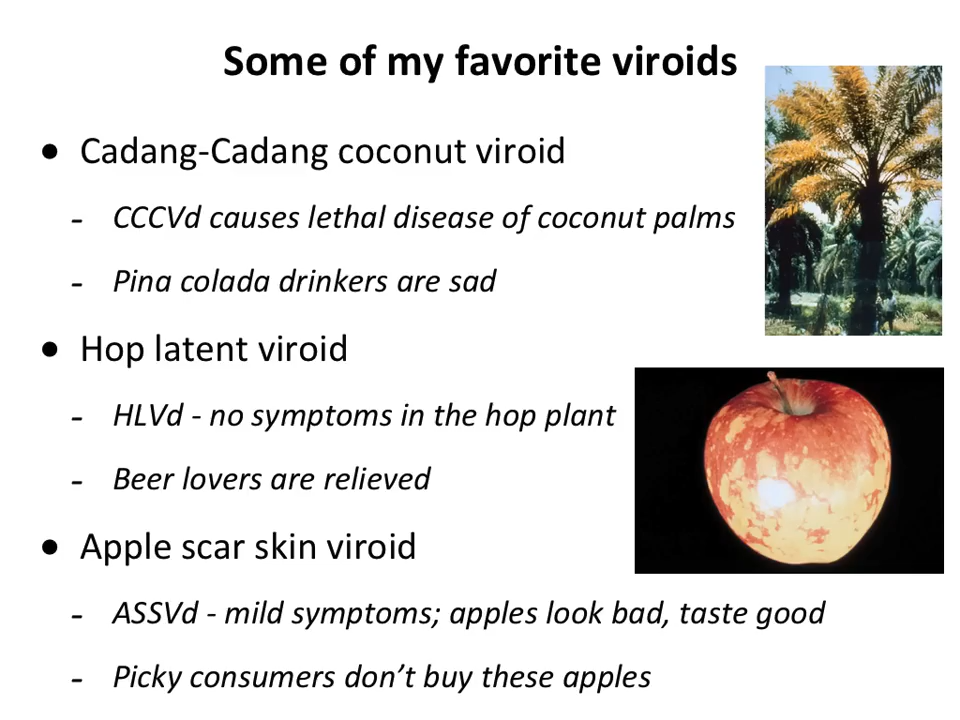 Some of my favorite viroids
• Cadang-Cadang coconut viroid
- CCCVd causes lethal disease of coconut palms
- Pina colada drinkers are sad
• Hop latent viroid
- HLVd - no symptoms in the hop plant
- Beer lovers are relieved
• Apple scar skin viroid
- ASSVd - mild symptoms; apples look bad, taste good
- Picky consumers don’t buy these apples